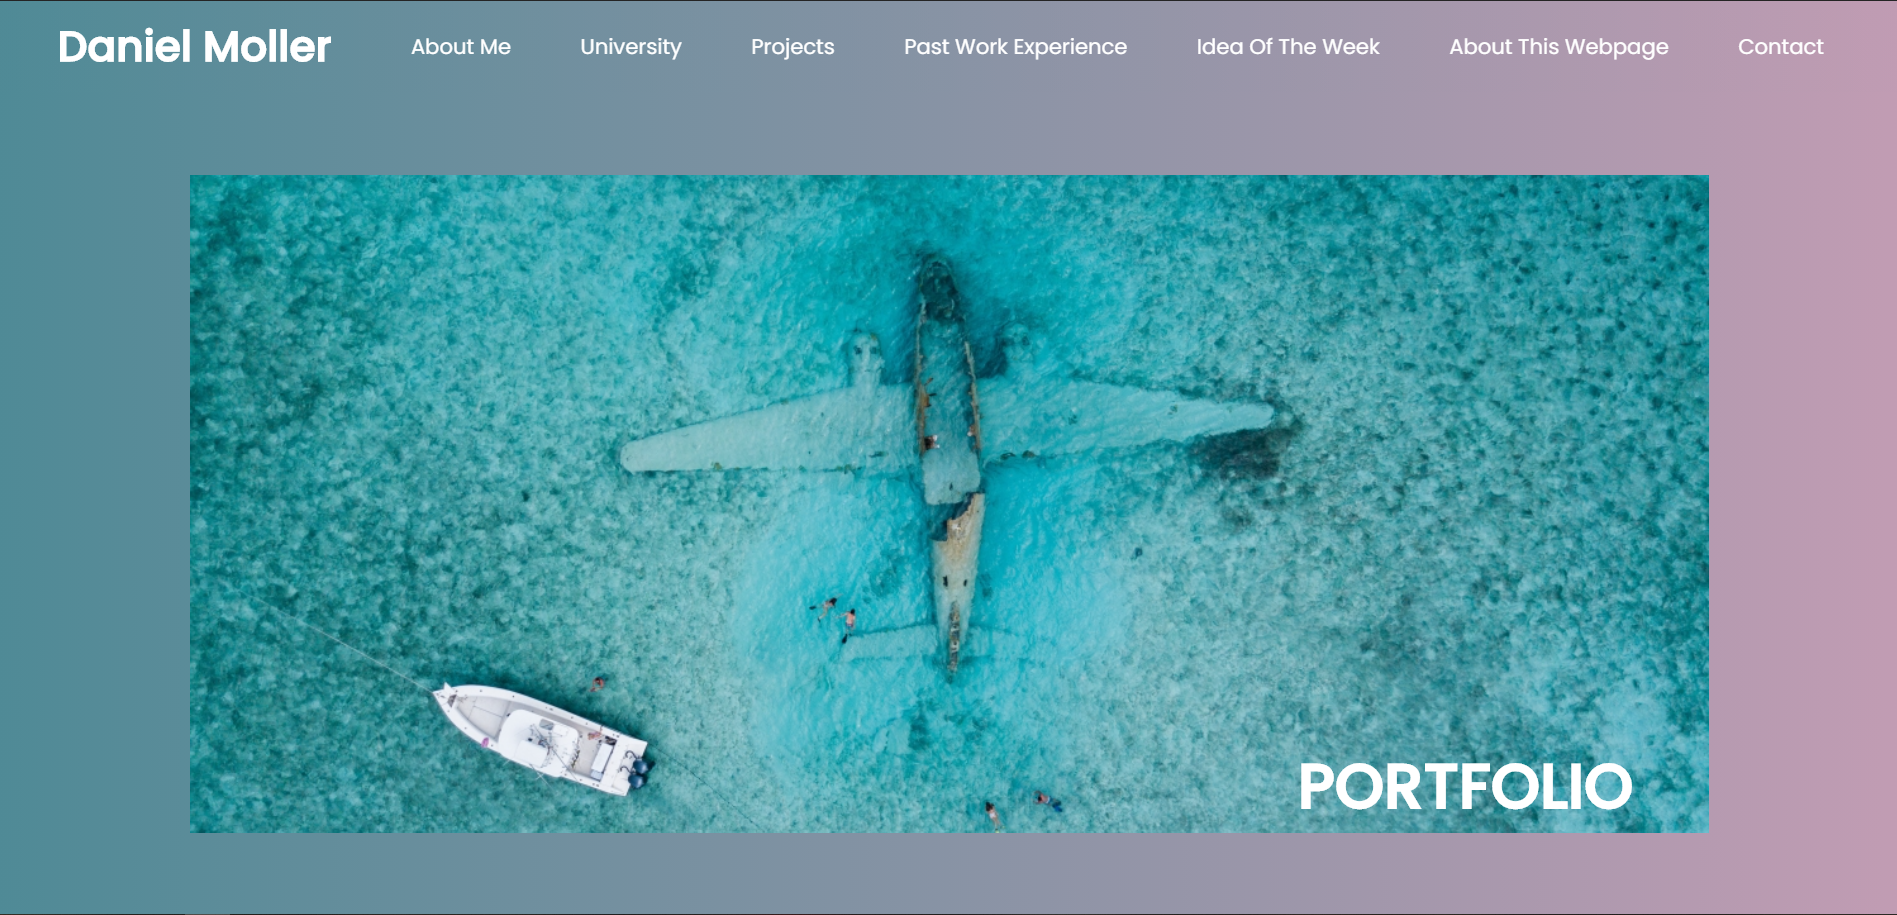 Daniel Moller
About Me
University
Projects
Past Work Experience
Idea Of The Week
About This Webpage
Contact
PORTFOLIO